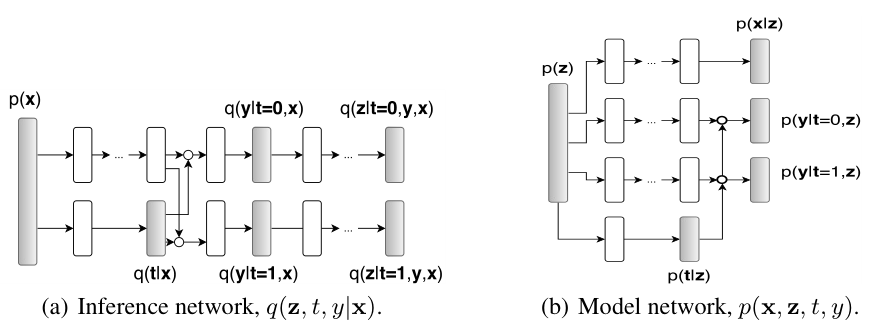 p(x)
q(y|t=0,x)
q(z|t=0,y,x)
...
...
q(t|x)
q(y|t=1,x)
q(z|t=1,y,x)
...
(a) Inference network, q(z, t, y|x).
p(x|z)
p(z)
...
...
p(y|t=0,z)
...
p(y|t=1,z)
p(t|z)
(b) Model network, p(x, z, t, y).